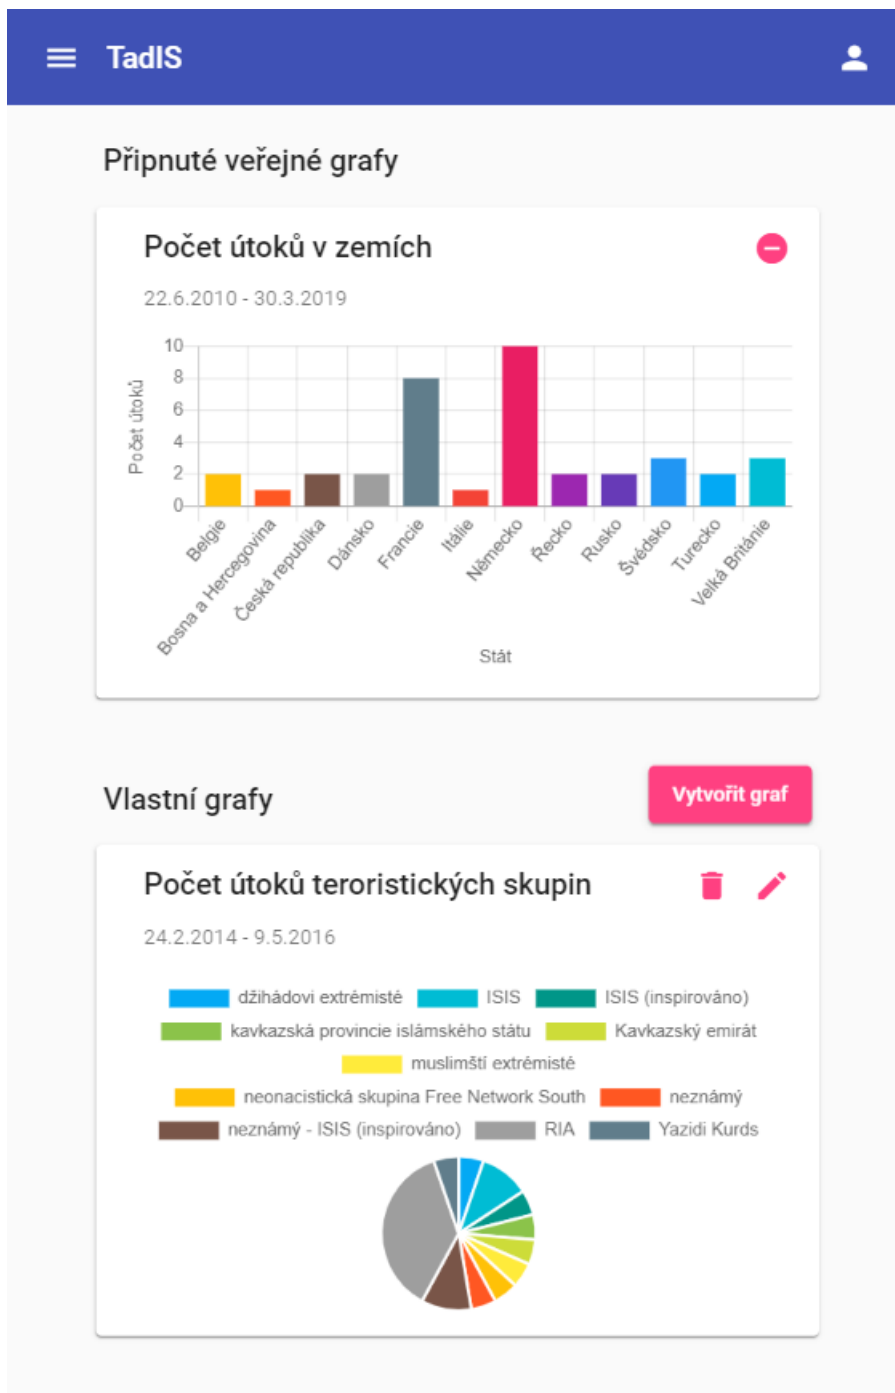 TadIS
Připnuté veřejné grafy
Počet útoků v zemích
22.6.2010 - 30.3.2019
10
8
6
4
2
0
Počet útoků
Belgie
Bosna a Hercegovina
Česká republika
Dánsko
Francie
Itálie
Německo
Řecko
Rusko
Švédsko
Turecko
Velká Británie
Stát
Vlastní grafy
Vytvořit graf
Počet útoků teroristických skupin
24.2.2014 - 9.5.2016
džihádovi extrémisté ISIS ISIS (inspirováno)
kavkazská provincie islámského státu Kavkazský emirát
muslimští extrémisté
neonacistická skupina Free Network South neznámý
neznámý - ISIS (inspirováno) RIA Yazidi Kurds